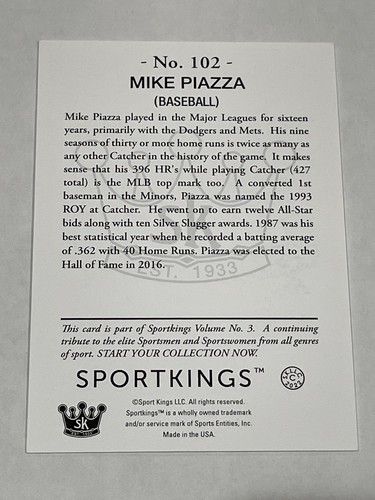 - No. 102 -
MIKE PIAZZA
(BASEBALL)
Mike Piazza played in the Major Leagues for sixteen
years, primarily with the Dodgers and Mets. His nine
seasons of thirty or more home runs is twice as many as
any other Catcher in the history of the game. It makes
sense that his 396 HR's while playing Catcher (427
total) is the MLB top mark too. A converted 1st
baseman in the Minors, Piazza was named the 1993
ROY at Catcher. He went on to earn twelve All-Star
bids along with ten Silver Slugger awards. 1987 was his
best statistical year when he recorded a batting average
of .362 with 40 Home Runs. Piazza was elected to the
Hall of Fame in 2016.
SK
EST. 1933
This card is part of Sportkings Volume No. 3. A continuing
tribute to the elite Sportsmen and Sportswomen from all genres
of sport. START YOUR COLLECTION NOW.
SPORTKINGS™
SKLLC
©
2022
SK
©Sport Kings LLC. All rights reserved.
Sportkings™ is a wholly owned trademark
and/or service mark of Sports Entities, Inc.
Made in the USA.